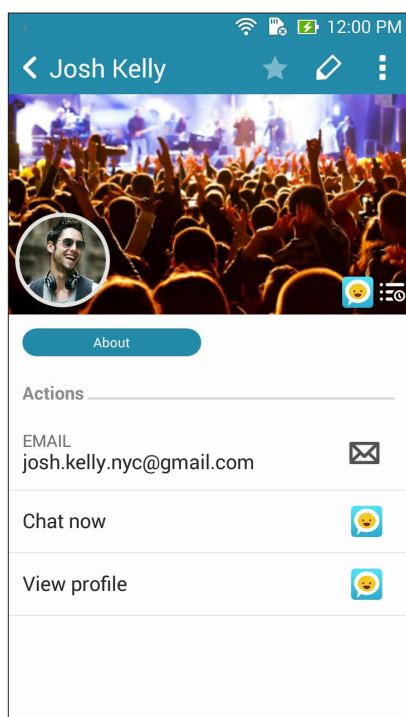 12:00 PM
Josh Kelly
About
Actions
EMAIL
josh.kelly.nyc@gmail.com
Chat now
View profile